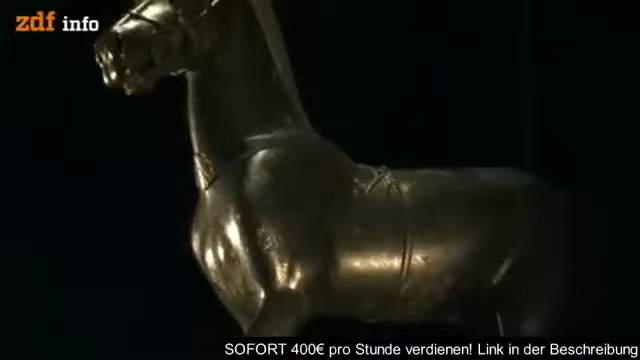 zdf info
SOFORT 400€ pro Stunde verdienen! Link in der Beschreibung